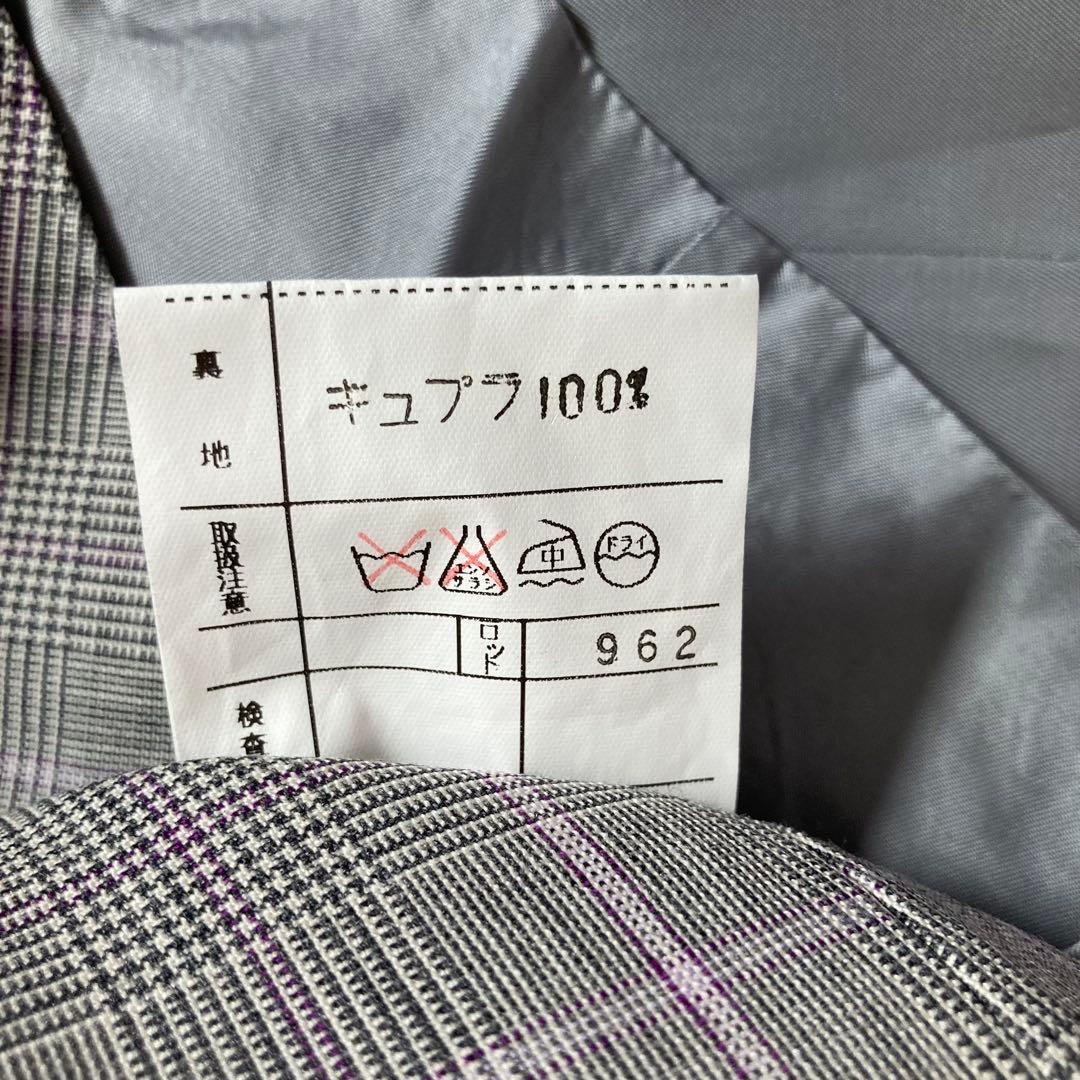 裏地
キュプラ100%
取扱注意
エンソ
サラシ
中
ドライ
ロット
962
検査